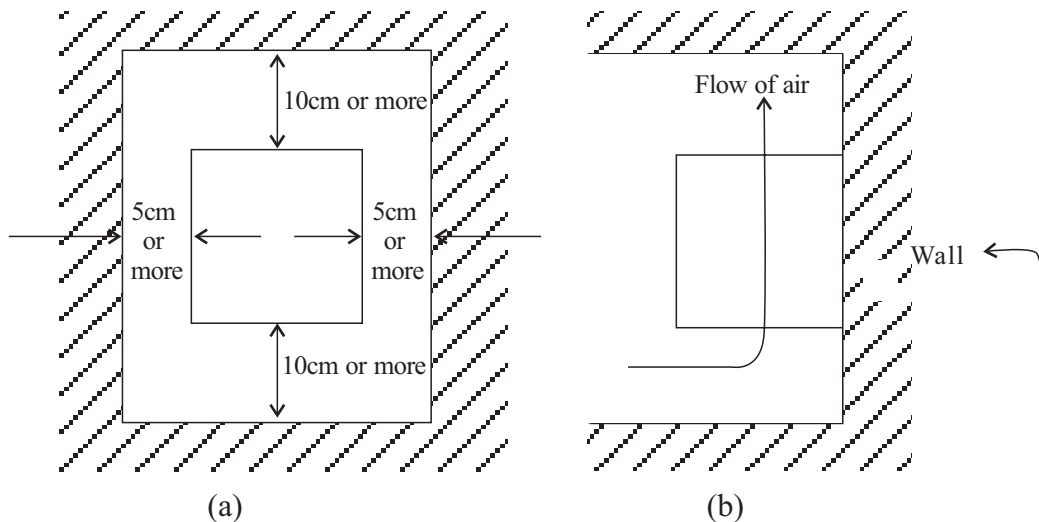 10cm or more
5cm
or
more
5cm
or
more
10cm or more
(a)
Flow of air
Wall
(b)